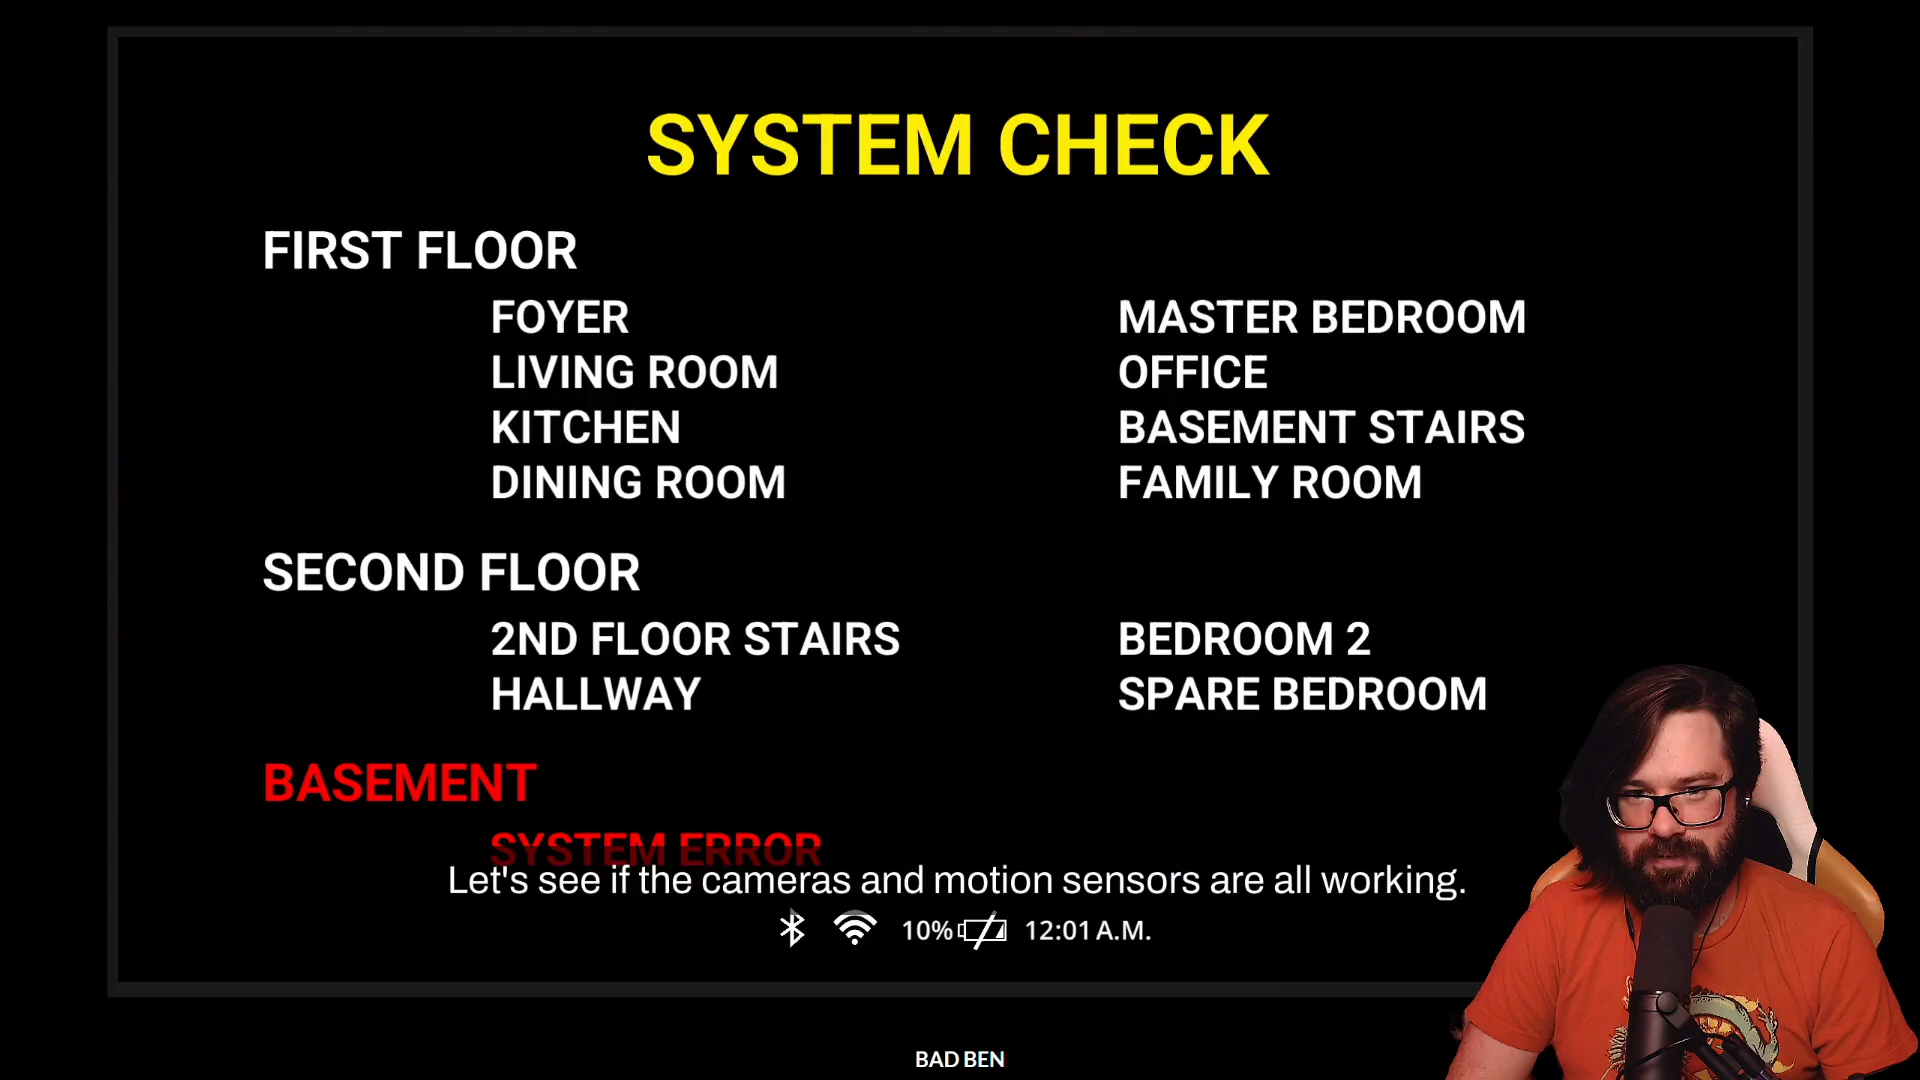 SYSTEM CHECK
FIRST FLOOR
FOYER
LIVING ROOM
KITCHEN
DINING ROOM
MASTER BEDROOM
OFFICE
BASEMENT STAIRS
FAMILY ROOM
SECOND FLOOR
2ND FLOOR STAIRS
HALLWAY
BEDROOM 2
SPARE BEDROOM
BASEMENT
SYSTEM ERROR
Let's see if the cameras and motion sensors are all working.
10% 12:01 A.M.
BAD BEN